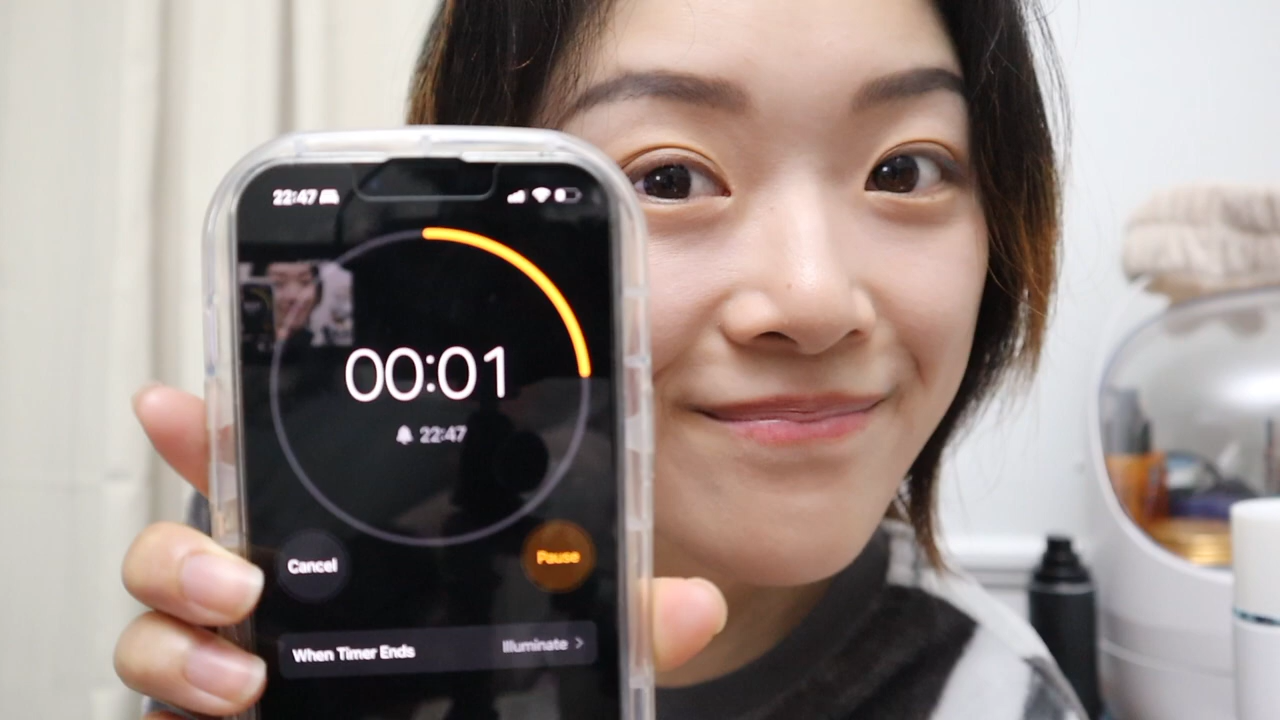 22:47
00:01
22:47
Cancel
Pause
When Timer Ends
Illuminate >